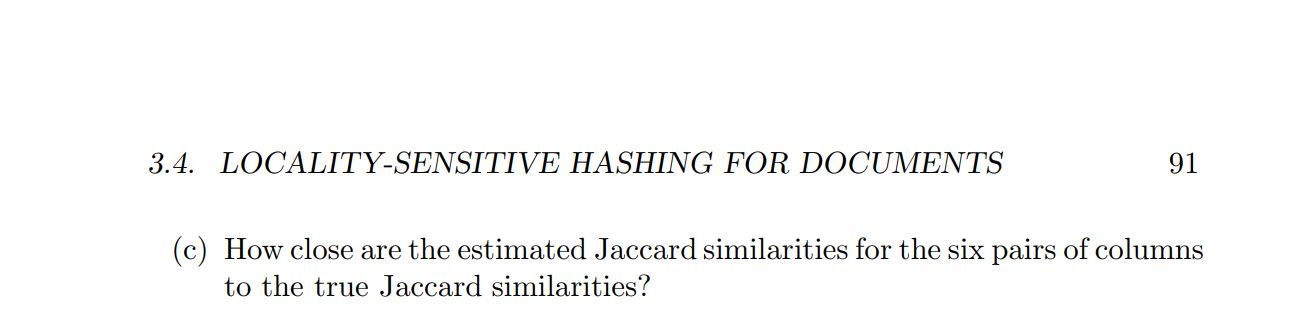 3.4. LOCALITY-SENSITIVE HASHING FOR DOCUMENTS 91
(c) How close are the estimated Jaccard similarities for the six pairs of columns
to the true Jaccard similarities?